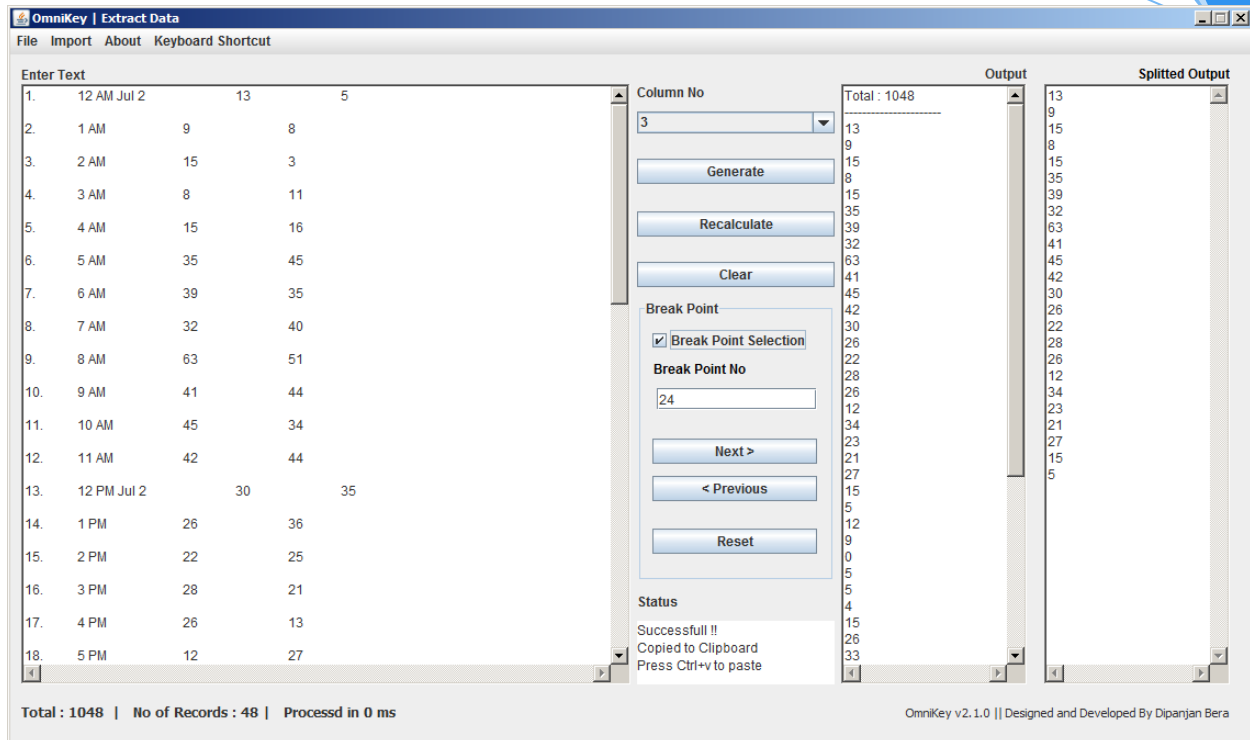 OmniKey | Extract Data
File Import About Keyboard Shortcut
Enter Text
1. 12 AM Jul 2 13 5
2. 1 AM 9 8
3. 2 AM 15 3
4. 3 AM 8 11
5. 4 AM 15 16
6. 5 AM 35 45
7. 6 AM 39 35
8. 7 AM 32 40
9. 8 AM 63 51
10. 9 AM 41 44
11. 10 AM 45 34
12. 11 AM 42 44
13. 12 PM Jul 2 30 35
14. 1 PM 26 36
15. 2 PM 22 25
16. 3 PM 28 21
17. 4 PM 26 13
18. 5 PM 12 27
Column No
3
Generate
Recalculate
Clear
Break Point
Break Point Selection
Break Point No
24
Next >
< Previous
Reset
Status
Successfull !!
Copied to Clipboard
Press Ctrl+v to paste
Output
Total : 1048
----------------------
13
9
15
8
15
35
39
32
63
41
45
42
30
26
22
28
26
12
34
23
21
27
15
5
12
9
0
5
5
4
15
26
33
Splitted Output
13
9
15
8
15
35
39
32
63
41
45
42
30
26
22
28
26
12
34
23
21
27
15
5
Total : 1048 | No of Records : 48 | Processd in 0 ms
OmniKey v2.1.0 || Designed and Developed By Dipanjan Bera